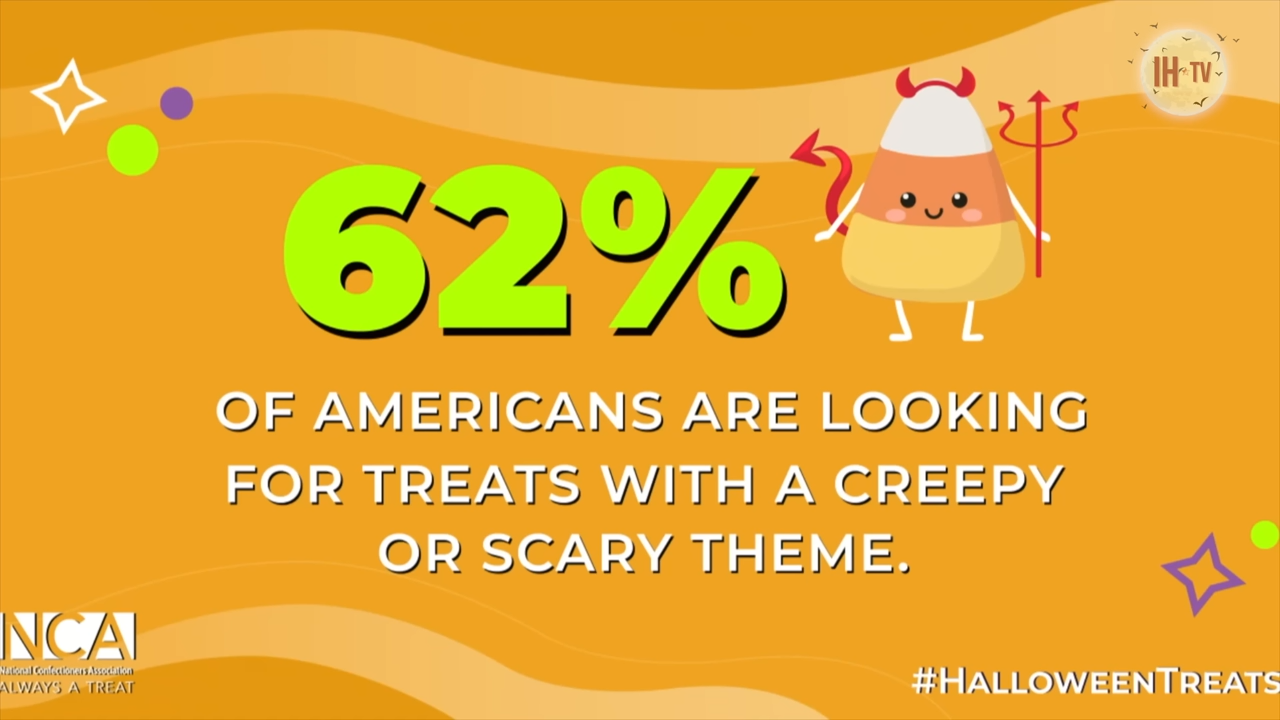 IH TV
62%
OF AMERICANS ARE LOOKING
FOR TREATS WITH A CREEPY
OR SCARY THEME.
NCA
National Confectioners Association
ALWAYS A TREAT
#HALLOWEENTREATS